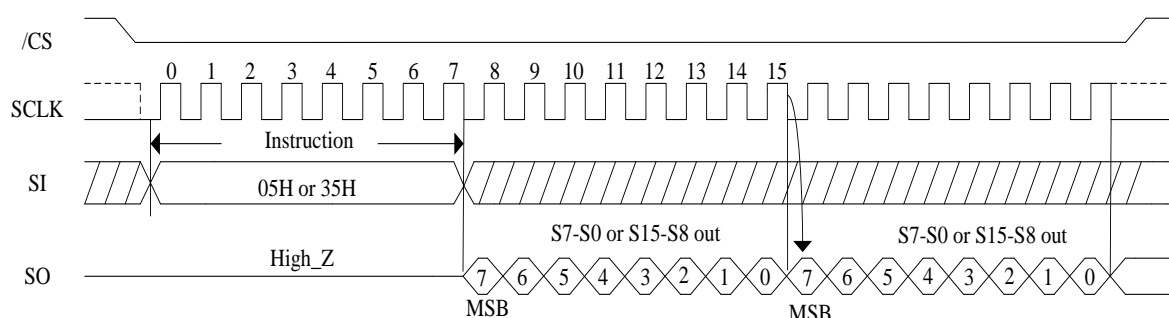 /CS
0 1 2 3 4 5 6 7 8 9 10 11 12 13 14 15
SCLK
Instruction
SI
05H or 35H
S7-S0 or S15-S8 out S7-S0 or S15-S8 out
High_Z
SO
7 6 5 4 3 2 1 0 7 6 5 4 3 2 1 0
MSB MSB